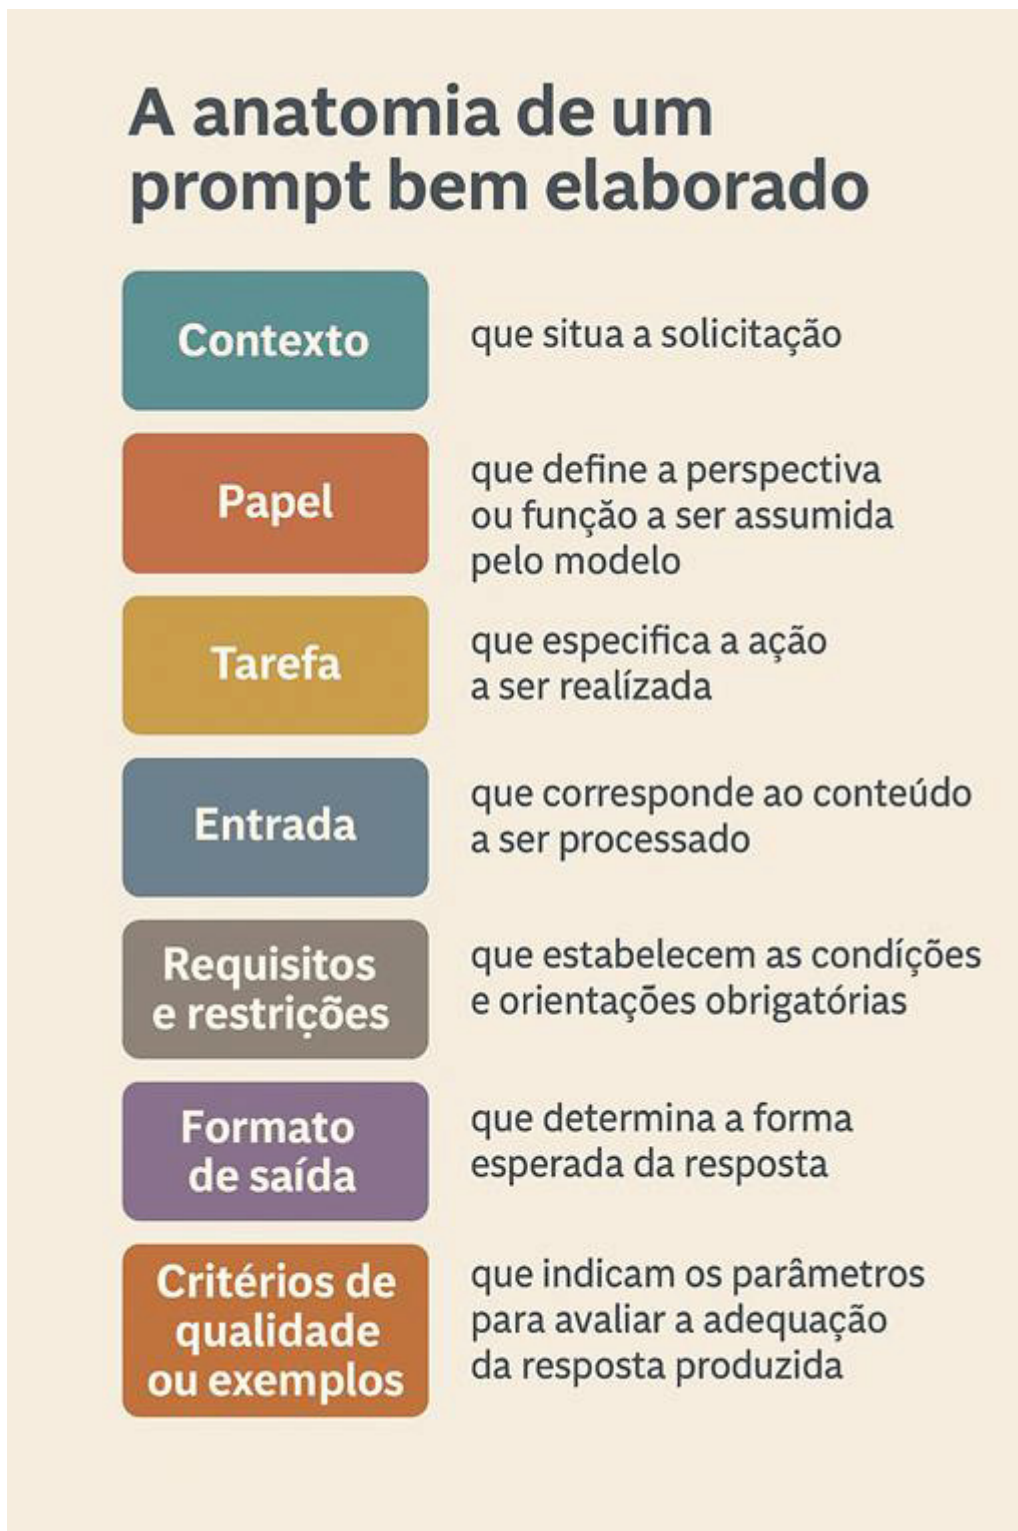 A anatomia de um
prompt bem elaborado
Contexto
que situa a solicitação
Papel
que define a perspectiva
ou funçăo a ser assumida
pelo modelo
Tarefa
que especifica a ação
a ser realízada
Entrada
que corresponde ao conteúdo
a ser processado
Requisitos
e restrições
que estabelecem as condíções
e orientações obrigatórias
Formato
de saída
que determina a forma
esperada da resposta
Critérios de
qualidade
ou exemplos
que indicam os parâmetros
para avaliar a adequação
da resposta produzida